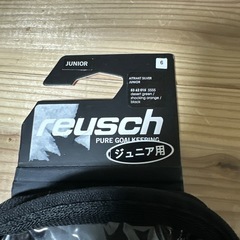 JUNIOR
6
ATTRAKT SILVER
JUNIOR
desert green /
shocking orange /
black
reusch
PURE GOALKEEPING
ジュニア用